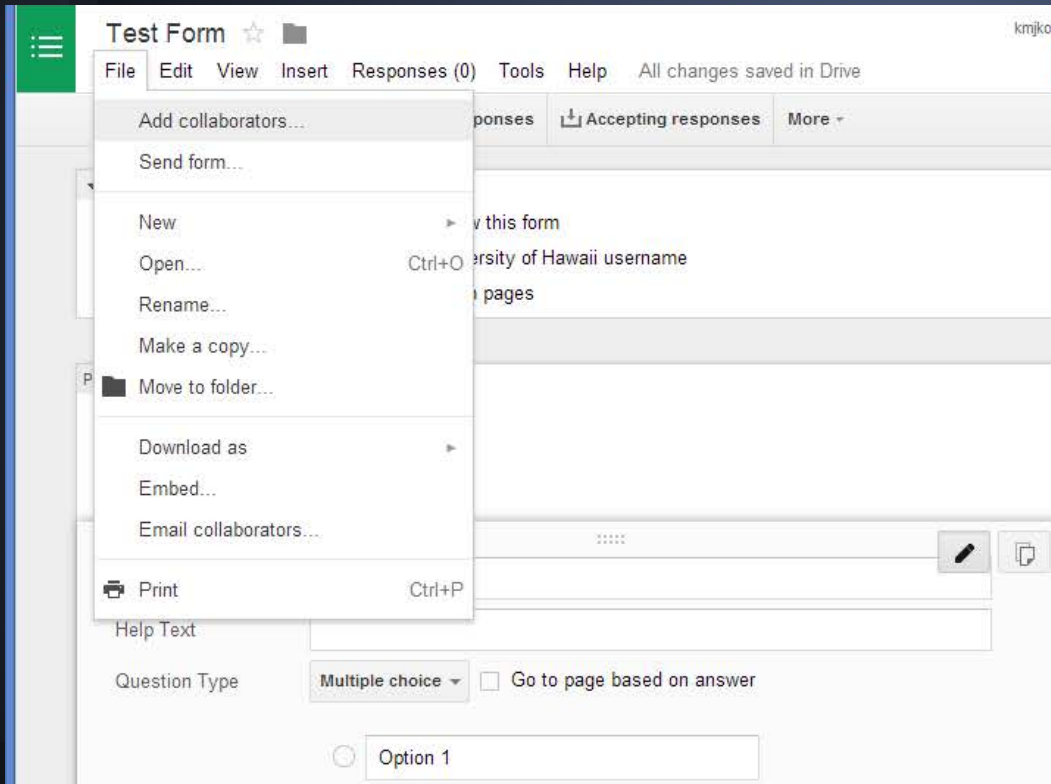 Test Form
kmjko
File Edit View Insert Responses (0) Tools Help All changes saved in Drive
ponses Accepting responses More
Add collaborators...
Send form...
New
this form
Open... Ctrl+O
ersity of Hawaii username
Rename...
pages
Make a copy...
Move to folder...
Download as
Embed...
Email collaborators...
Print Ctrl+P
Help Text
Question Type Multiple choice Go to page based on answer
Option 1